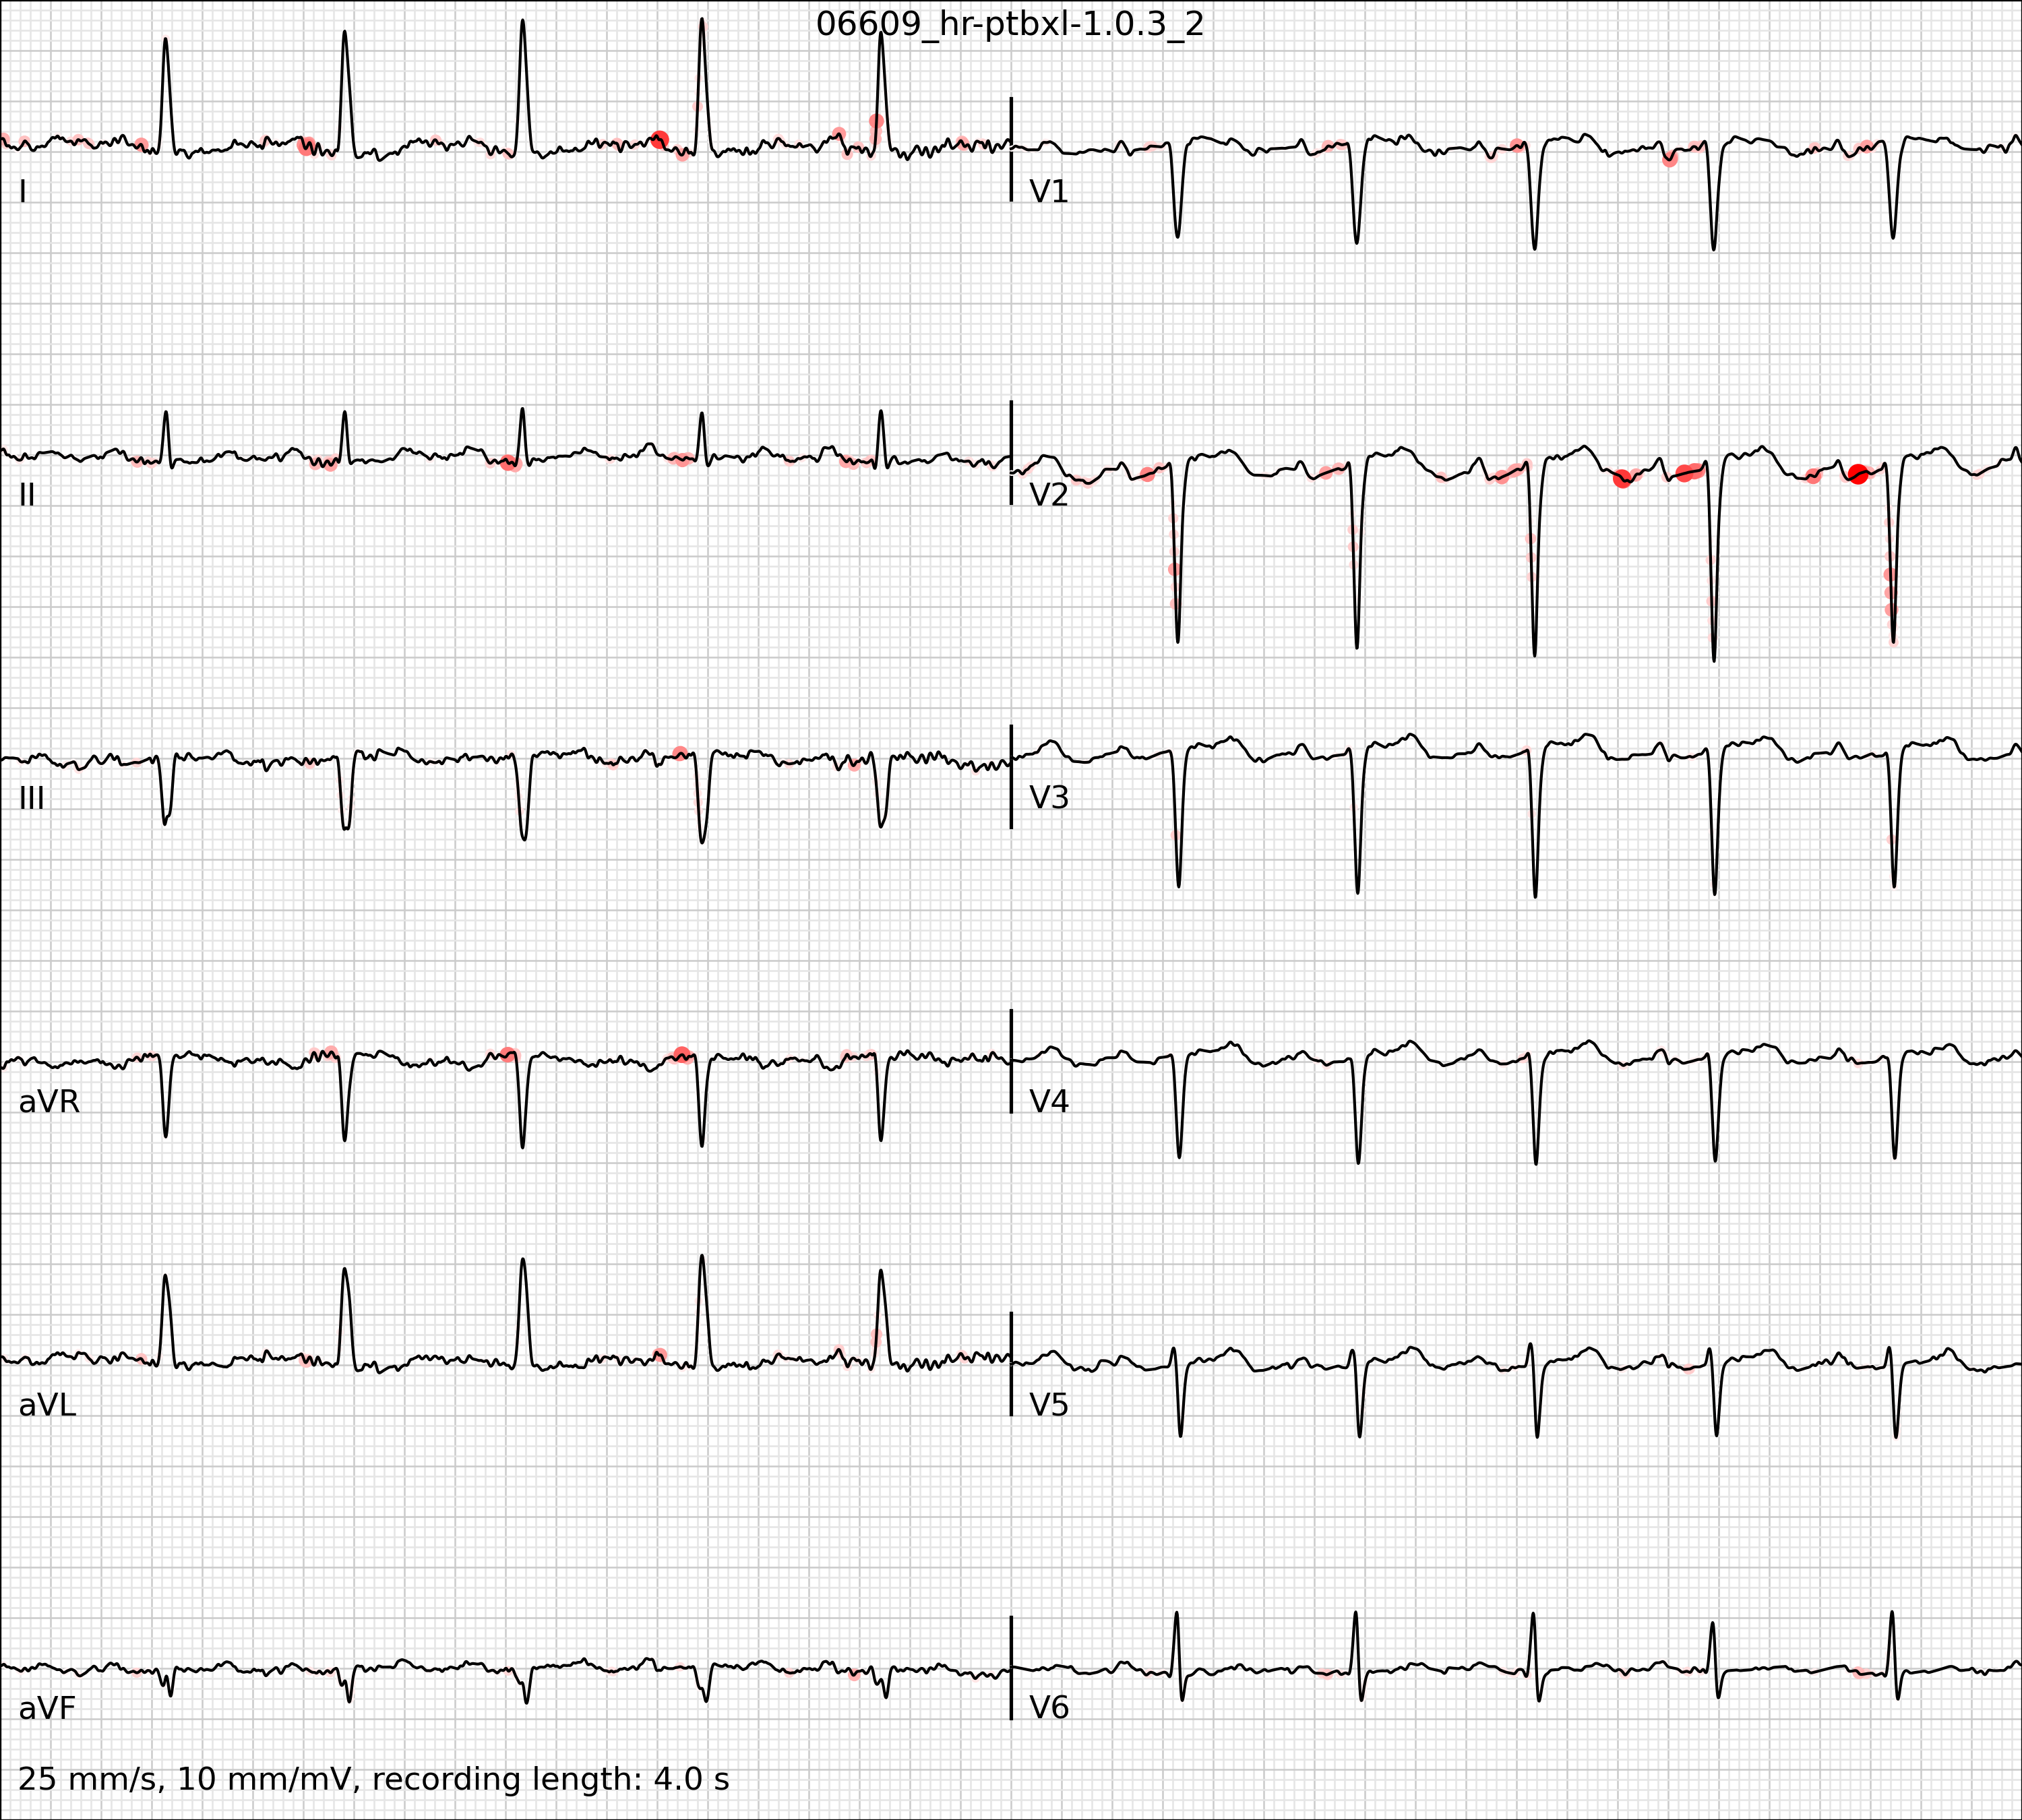 06609_hr-ptbxl-1.0.3_2
I
V1
II
V2
III
V3
aVR
V4
aVL
V5
aVF
V6
25 mm/s, 10 mm/mV, recording length: 4.0 s